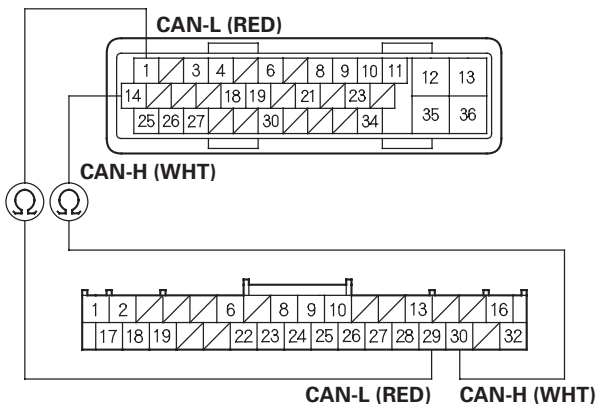 CAN-L (RED)
1 3 4 6 8 9 10 11 12 13
14 18 19 21 23
25 26 27 30 34 35 36
CAN-H (WHT)
Ω Ω
1 2 6 8 9 10 13 16
17 18 19 22 23 24 25 26 27 28 29 30 32
CAN-L (RED) CAN-H (WHT)